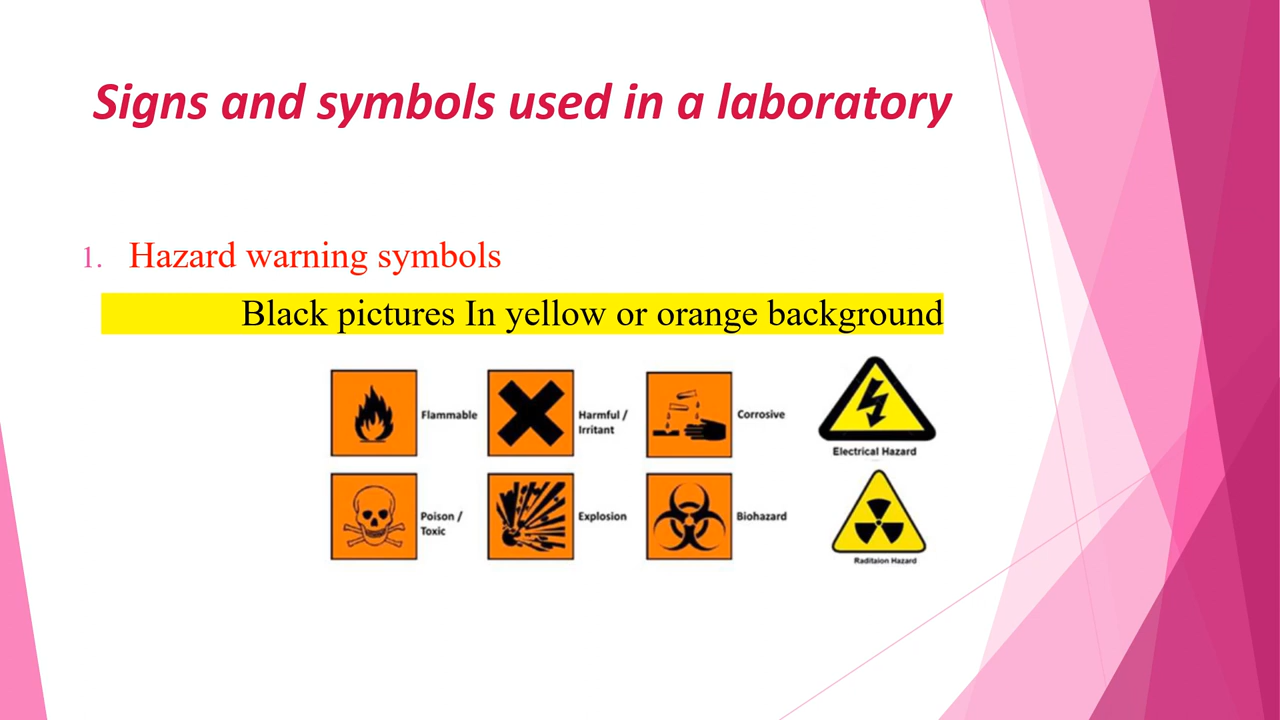 Signs and symbols used in a laboratory
1. Hazard warning symbols
Black pictures In yellow or orange background
Flammable
Harmful /
Irritant
Corrosive
Electrical Hazard
Poison /
Toxic
Explosion
Biohazard
Raditaion Hazard